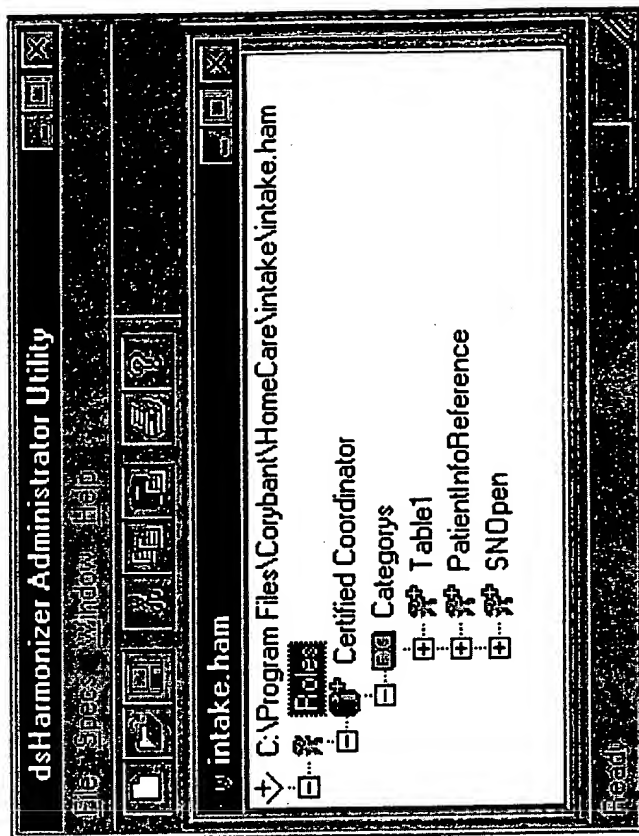 dsHarmonizer Administrator Utility
File Specs Window Help
intake.ham
C:\Program Files\Corybant\HomeCare\intake\intake.ham
Roles
Certified Coordinator
Categorys
Table1
PatientInfoReference
SNOpen
Ready